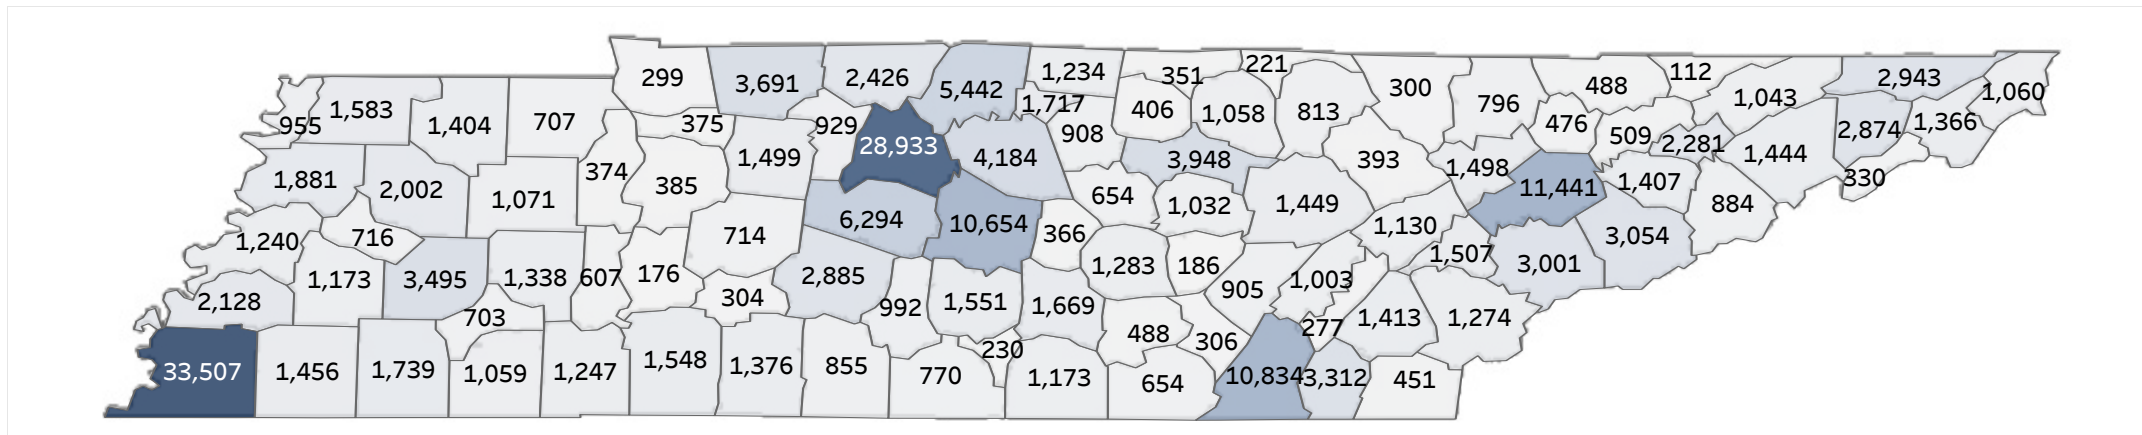 299 3,691 2,426 5,442 1,234 351 221 300 796 488 112 1,043 2,943 1,060
955 1,583 1,404 707 375 929 1,717 406 1,058 813 476 509 2,281 2,874 1,366
1,499 28,933 4,184 908 3,948 393 1,498 11,441 1,407 1,444 330
1,881 2,002 1,071 374 385 654 1,032 1,449 884
1,240 716 714 6,294 10,654 366 1,130 3,054
1,173 3,495 1,338 607 176 2,885 1,283 186 905 1,003 1,507 3,001
2,128 703 304 992 1,551 1,669 488 306 277 1,413 1,274
33,507 1,456 1,739 1,059 1,247 1,548 1,376 855 770 230 1,173 654 10,834 3,312 451